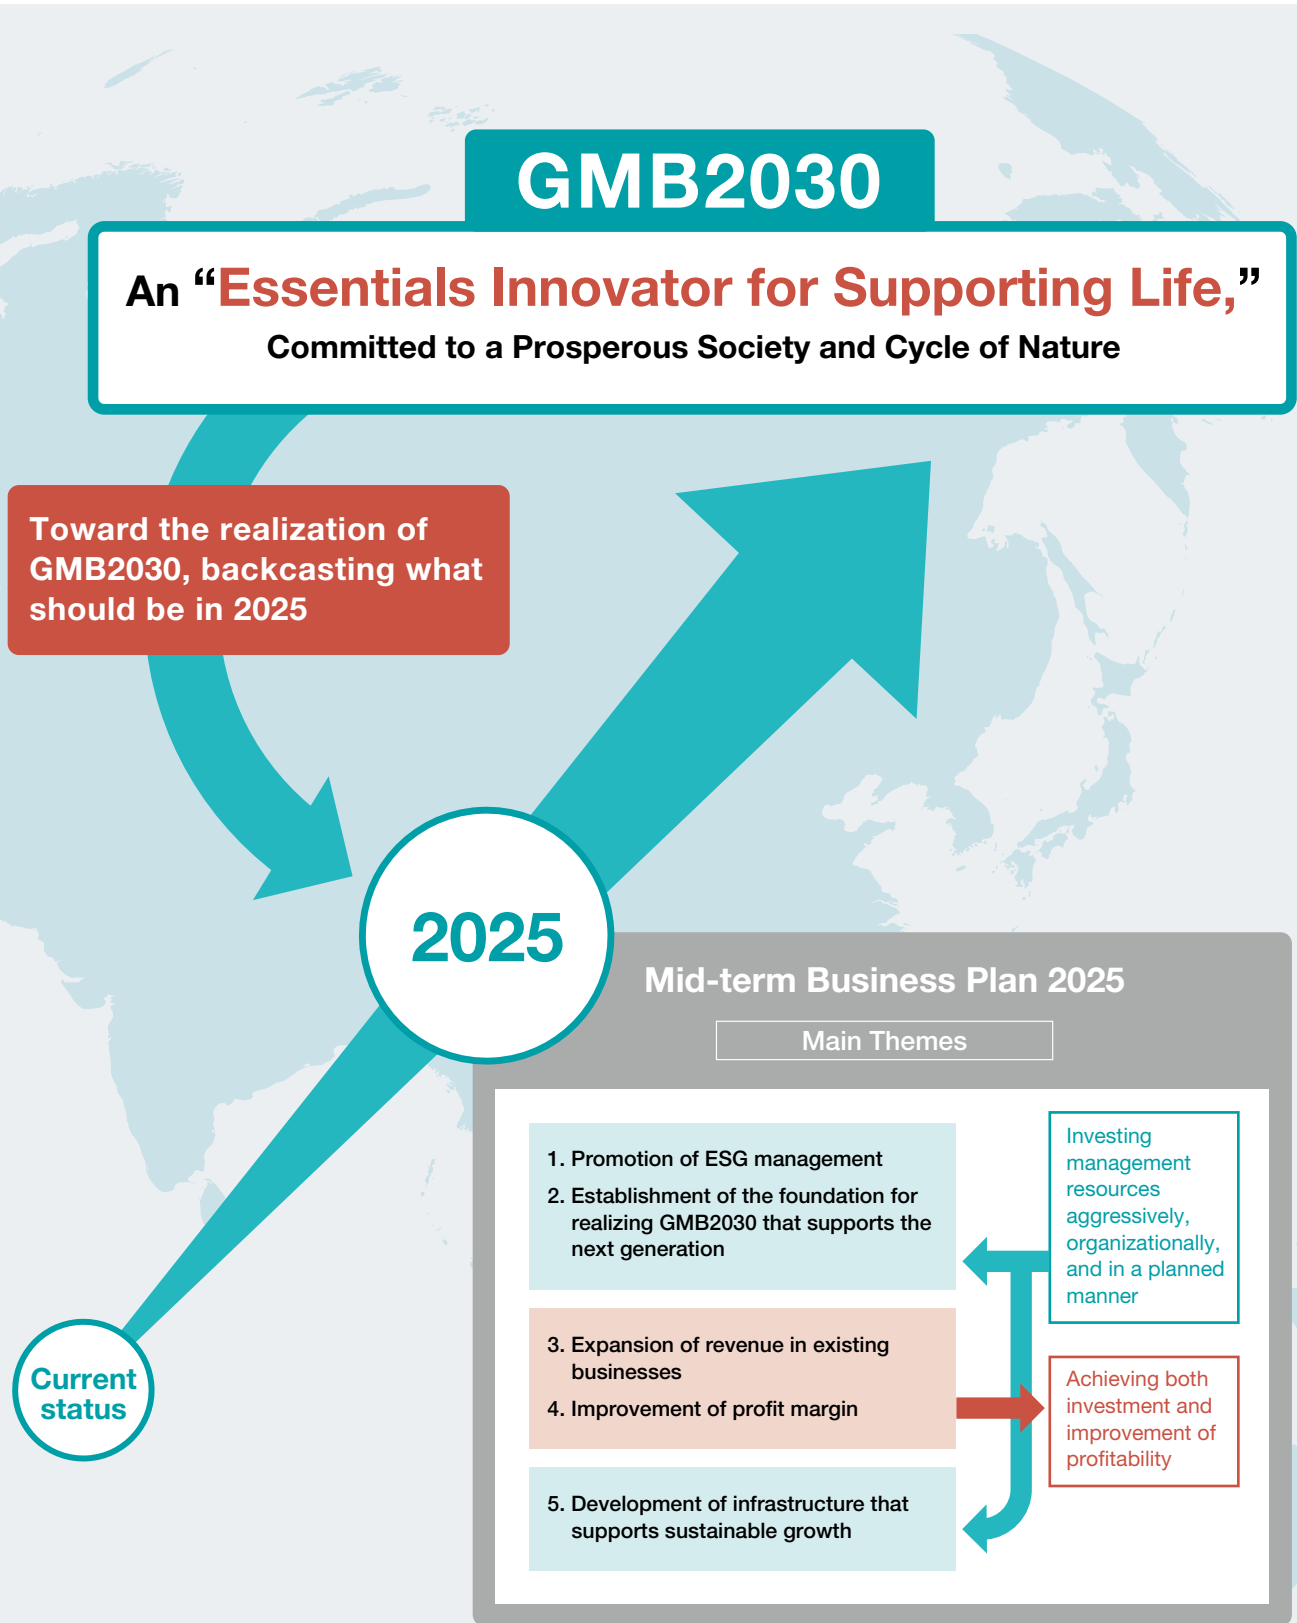 GMB2030
An “Essentials Innovator for Supporting Life,”
Committed to a Prosperous Society and Cycle of Nature
Toward the realization of
GMB2030, backcasting what
should be in 2025
2025
Current
status
Mid-term Business Plan 2025
Main Themes
1. Promotion of ESG management
2. Establishment of the foundation for
realizing GMB2030 that supports the
next generation
3. Expansion of revenue in existing
businesses
4. Improvement of profit margin
5. Development of infrastructure that
supports sustainable growth
Investing
management
resources
aggressively,
organizationally,
and in a planned
manner
Achieving both
investment and
improvement of
profitability